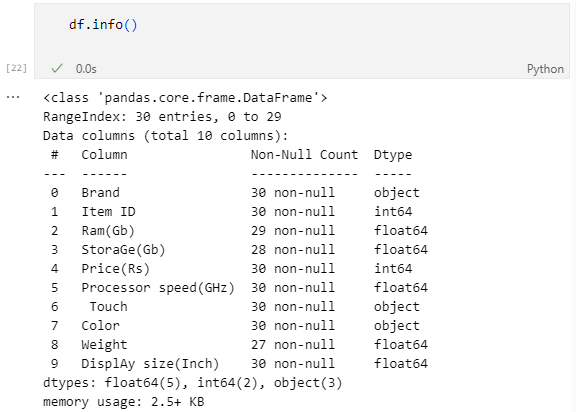 df.info()
[22]
✓ 0.0s
Python
...
<class 'pandas.core.frame.DataFrame'>
RangeIndex: 30 entries, 0 to 29
Data columns (total 10 columns):
 #   Column                Non-Null Count  Dtype
---  ------                --------------  -----
 0   Brand                 30 non-null     object
 1   Item ID               30 non-null     int64
 2   Ram(Gb)               29 non-null     float64
 3   StoraGe(Gb)           28 non-null     float64
 4   Price(Rs)             30 non-null     int64
 5   Processor speed(GHz)  30 non-null     float64
 6    Touch                30 non-null     object
 7   Color                 30 non-null     object
 8   Weight                27 non-null     float64
 9   DisplAy size(Inch)    30 non-null     float64
dtypes: float64(5), int64(2), object(3)
memory usage: 2.5+ KB